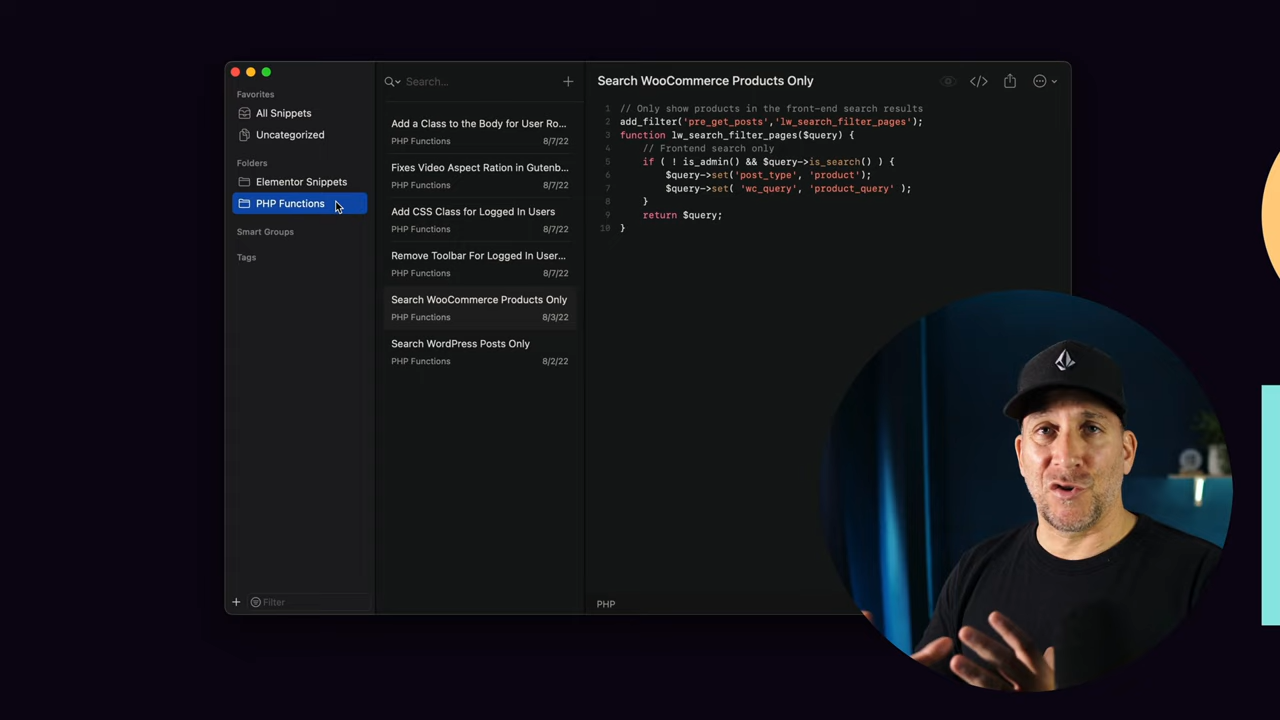 Favorites
All Snippets
Uncategorized
Folders
Elementor Snippets
PHP Functions
Smart Groups
Tags
Filter
Search...
Add a Class to the Body for User Ro...
PHP Functions
8/7/22
Fixes Video Aspect Ration in Gutenb...
PHP Functions
8/7/22
Add CSS Class for Logged In Users
PHP Functions
8/7/22
Remove Toolbar For Logged In User...
PHP Functions
8/7/22
Search WooCommerce Products Only
PHP Functions
8/3/22
Search WordPress Posts Only
PHP Functions
8/2/22
Search WooCommerce Products Only
1 // Only show products in the front-end search results
2 add_filter('pre_get_posts','lw_search_filter_pages');
3 function lw_search_filter_pages($query) {
4 // Frontend search only
5 if ( ! is_admin() && $query->is_search() ) {
6 $query->set('post_type', 'product');
7 $query->set( 'wc_query', 'product_query' );
8 }
9 return $query;
10 }
PHP